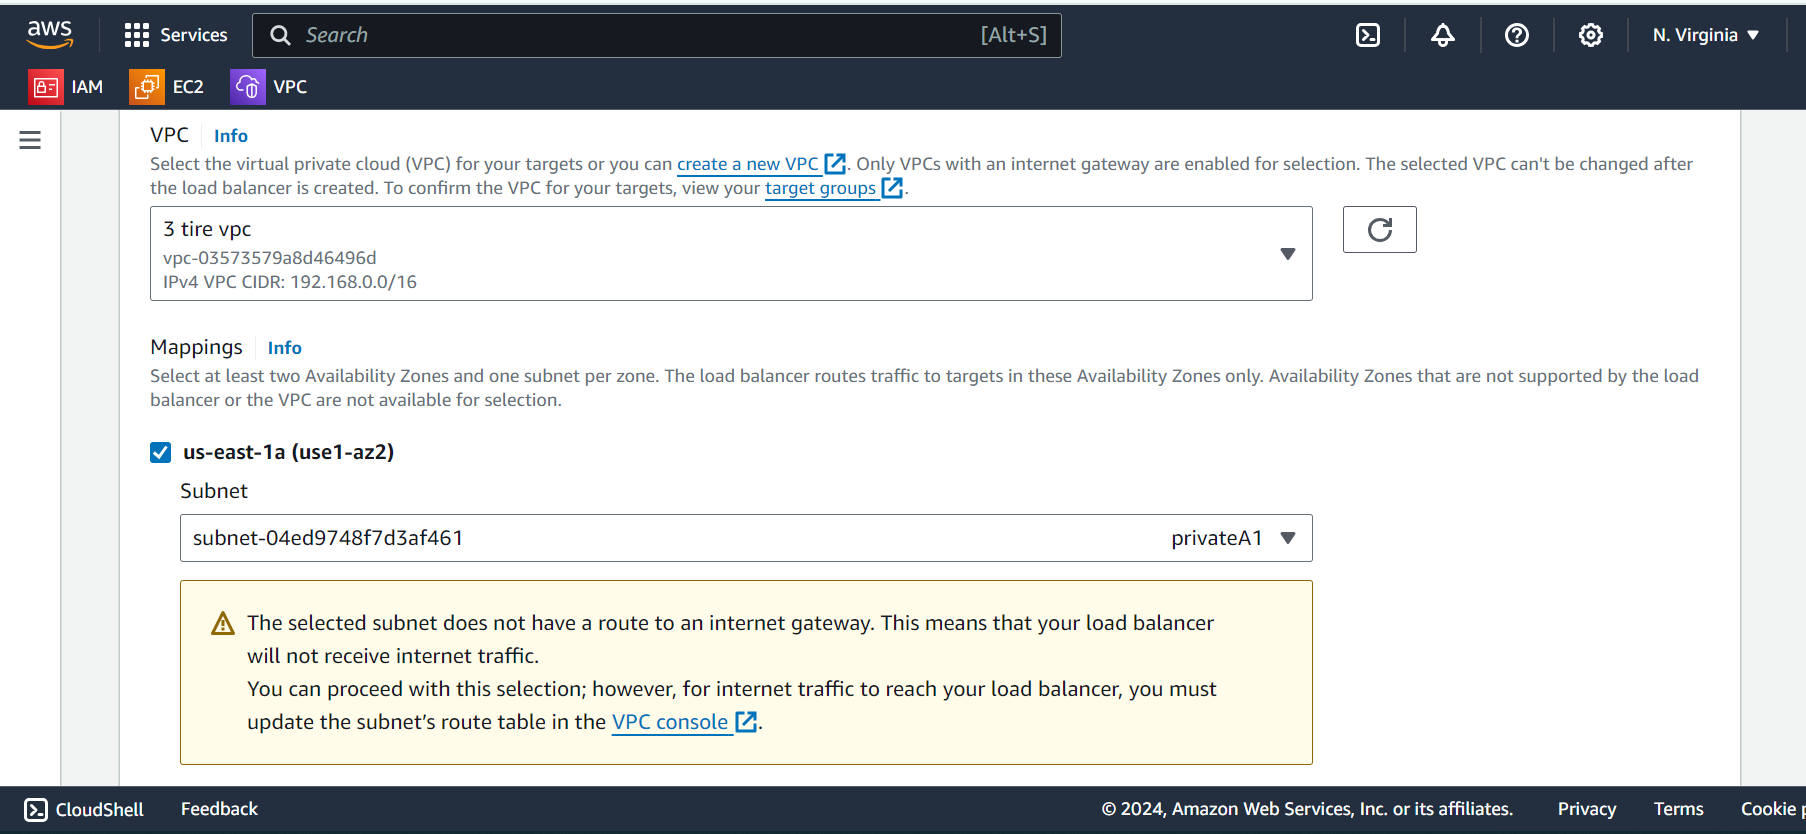 aws
Services
Search
[Alt+S]
N. Virginia
IAM
EC2
VPC
VPC
Info
Select the virtual private cloud (VPC) for your targets or you can create a new VPC. Only VPCs with an internet gateway are enabled for selection. The selected VPC can't be changed after
the load balancer is created. To confirm the VPC for your targets, view your target groups.
3 tire vpc
vpc-03573579a8d46496d
IPv4 VPC CIDR: 192.168.0.0/16
Mappings
Info
Select at least two Availability Zones and one subnet per zone. The load balancer routes traffic to targets in these Availability Zones only. Availability Zones that are not supported by the load
balancer or the VPC are not available for selection.
us-east-1a (use1-az2)
Subnet
subnet-04ed9748f7d3af461
privateA1
The selected subnet does not have a route to an internet gateway. This means that your load balancer
will not receive internet traffic.
You can proceed with this selection; however, for internet traffic to reach your load balancer, you must
update the subnet’s route table in the VPC console.
CloudShell
Feedback
© 2024, Amazon Web Services, Inc. or its affiliates.
Privacy
Terms
Cookie